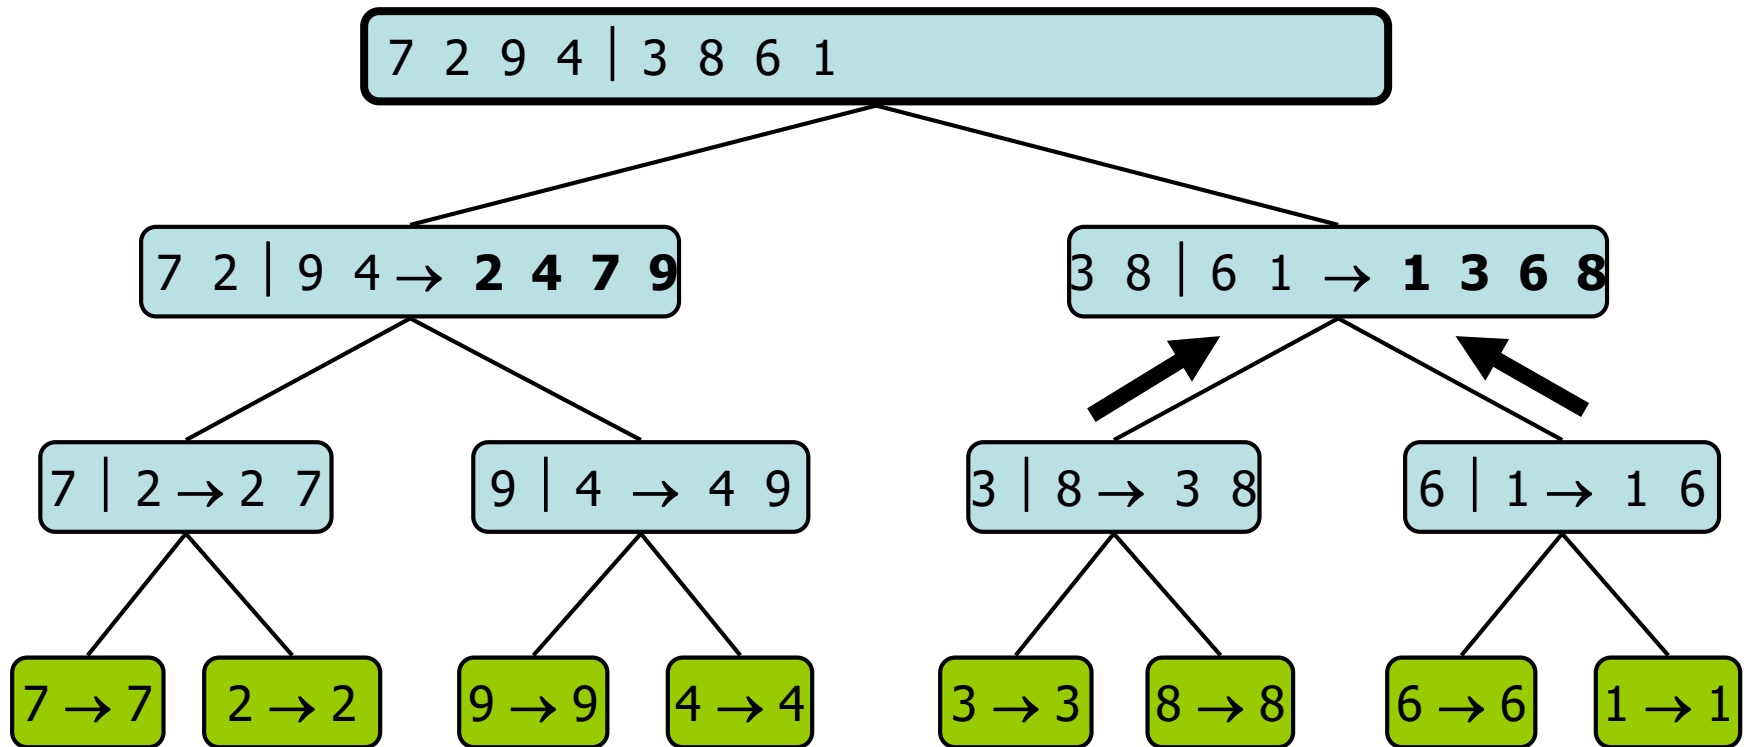 7 2 9 4 | 3 8 6 1
7 2 | 9 4 → 2 4 7 9
3 8 | 6 1 → 1 3 6 8
7 | 2 → 2 7
9 | 4 → 4 9
3 | 8 → 3 8
6 | 1 → 1 6
7 → 7
2 → 2
9 → 9
4 → 4
3 → 3
8 → 8
6 → 6
1 → 1